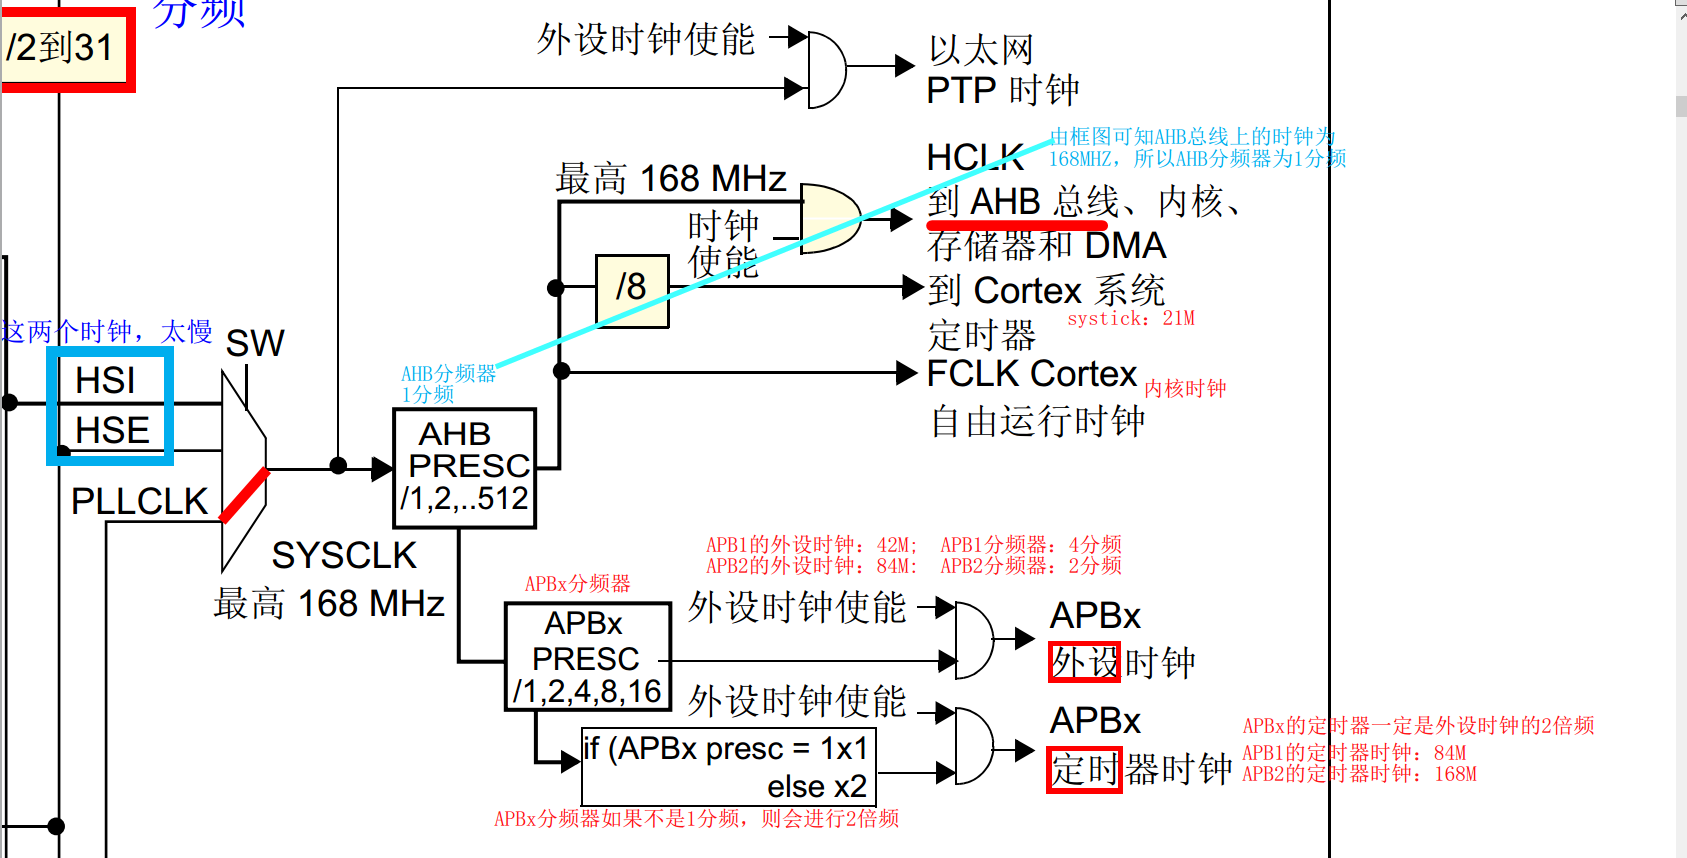 分频
/2到31
外设时钟使能
以太网
PTP 时钟
由框图可知AHB总线上的时钟为
168MHZ，所以AHB分频器为1分频
HCLK
最高 168 MHz
到 AHB 总线、内核、
时钟
使能
存储器和 DMA
/8
到 Cortex 系统
定时器
systick：21M
这两个时钟，太慢
SW
HSI
HSE
AHB分频器
1分频
FCLK Cortex
内核时钟
自由运行时钟
AHB
PRESC
/1,2,..512
PLLCLK
SYSCLK
最高 168 MHz
APB1的外设时钟：42M； APB1分频器：4分频
APB2的外设时钟：84M： APB2分频器：2分频
APBx分频器
APBx
PRESC
/1,2,4,8,16
外设时钟使能
APBx
外设时钟
外设时钟使能
APBx
定时器时钟
APBx的定时器一定是外设时钟的2倍频
APB1的定时器时钟：84M
APB2的定时器时钟：168M
if (APBx presc = 1x1
else x2
APBx分频器如果不是1分频，则会进行2倍频